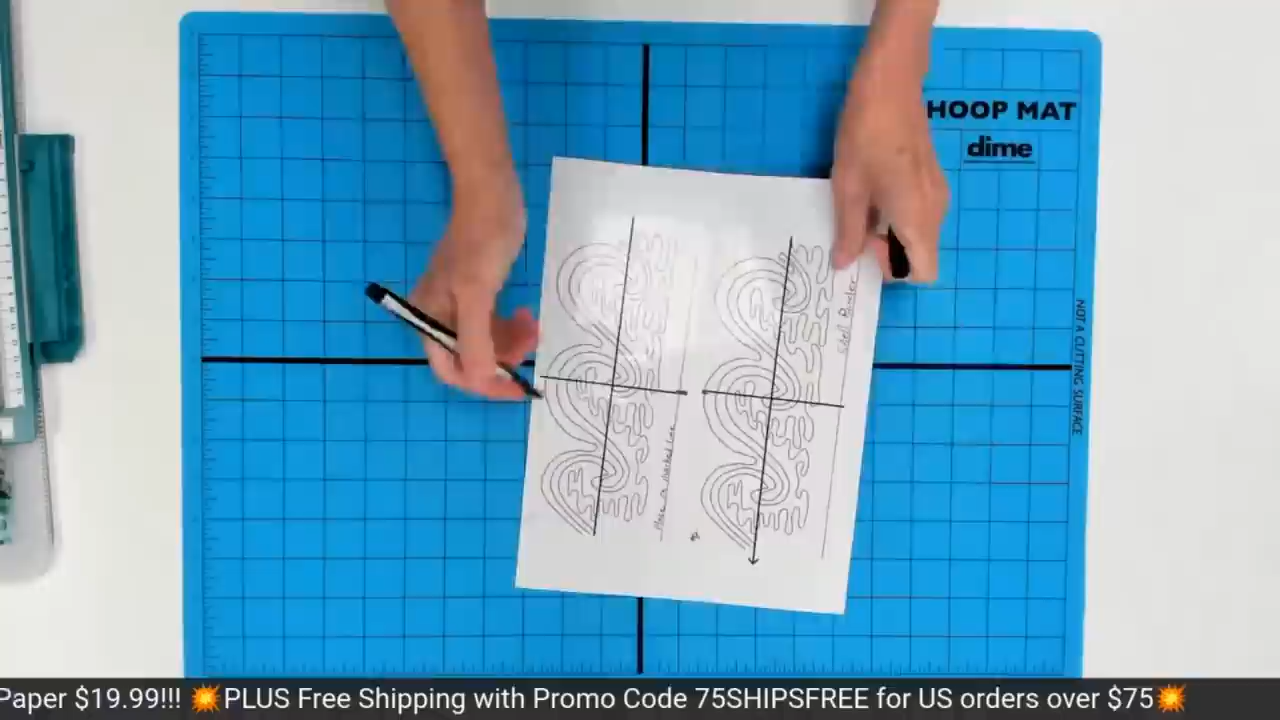 HOOP MAT
dime
NOT A CUTTING SURFACE
Paper $19.99!!! 💥PLUS Free Shipping with Promo Code 75SHIPSFREE for US orders over $75💥